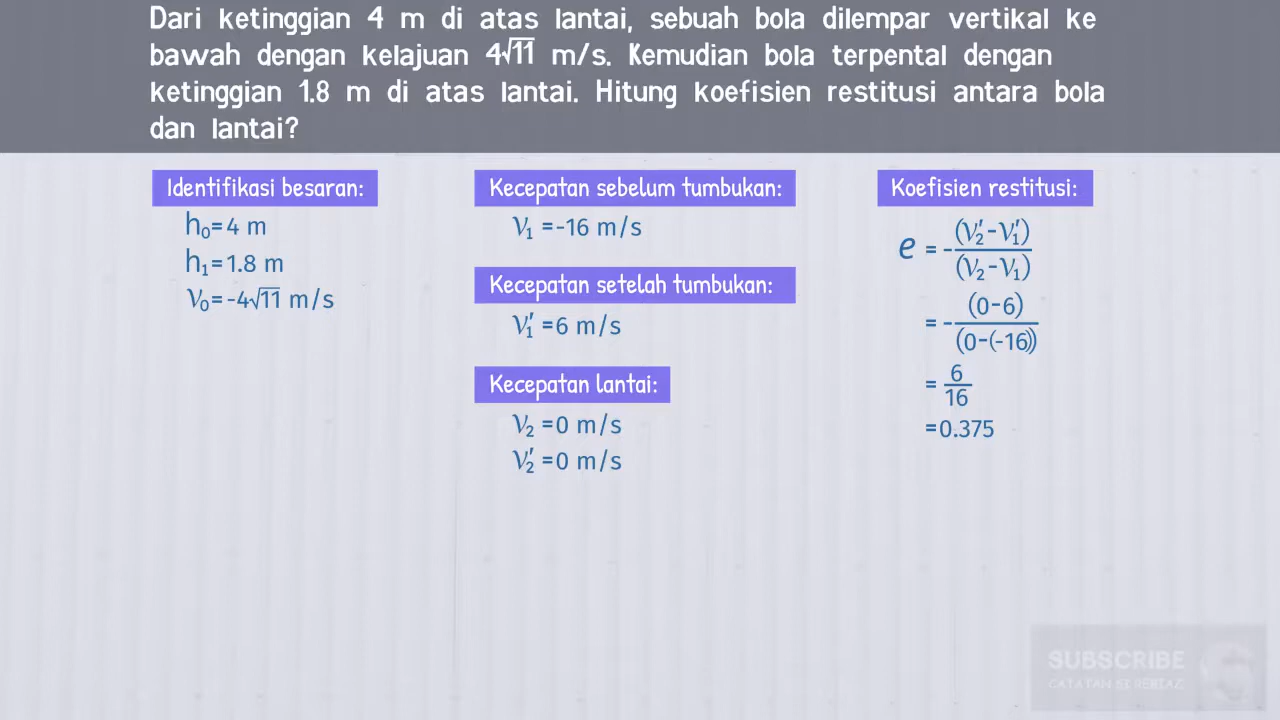 Dari ketinggian 4 m di atas lantai, sebuah bola dilempar vertikal ke
bawah dengan kelajuan 4√11 m/s. Kemudian bola terpental dengan
ketinggian 1.8 m di atas lantai. Hitung koefisien restitusi antara bola
dan lantai?
Identifikasi besaran:
h₀=4 m
h₁=1.8 m
v₀=-4√11 m/s
Kecepatan sebelum tumbukan:
v₁ =-16 m/s
Kecepatan setelah tumbukan:
v₁′ =6 m/s
Kecepatan lantai:
v₂ =0 m/s
v₂′ =0 m/s
Koefisien restitusi:
e = -(v₂′-v₁′)/(v₂-v₁)
= -(0-6)/(0-(-16))
= 6/16
=0.375
SUBSCRIBE
CATATAN SI REBIAZ